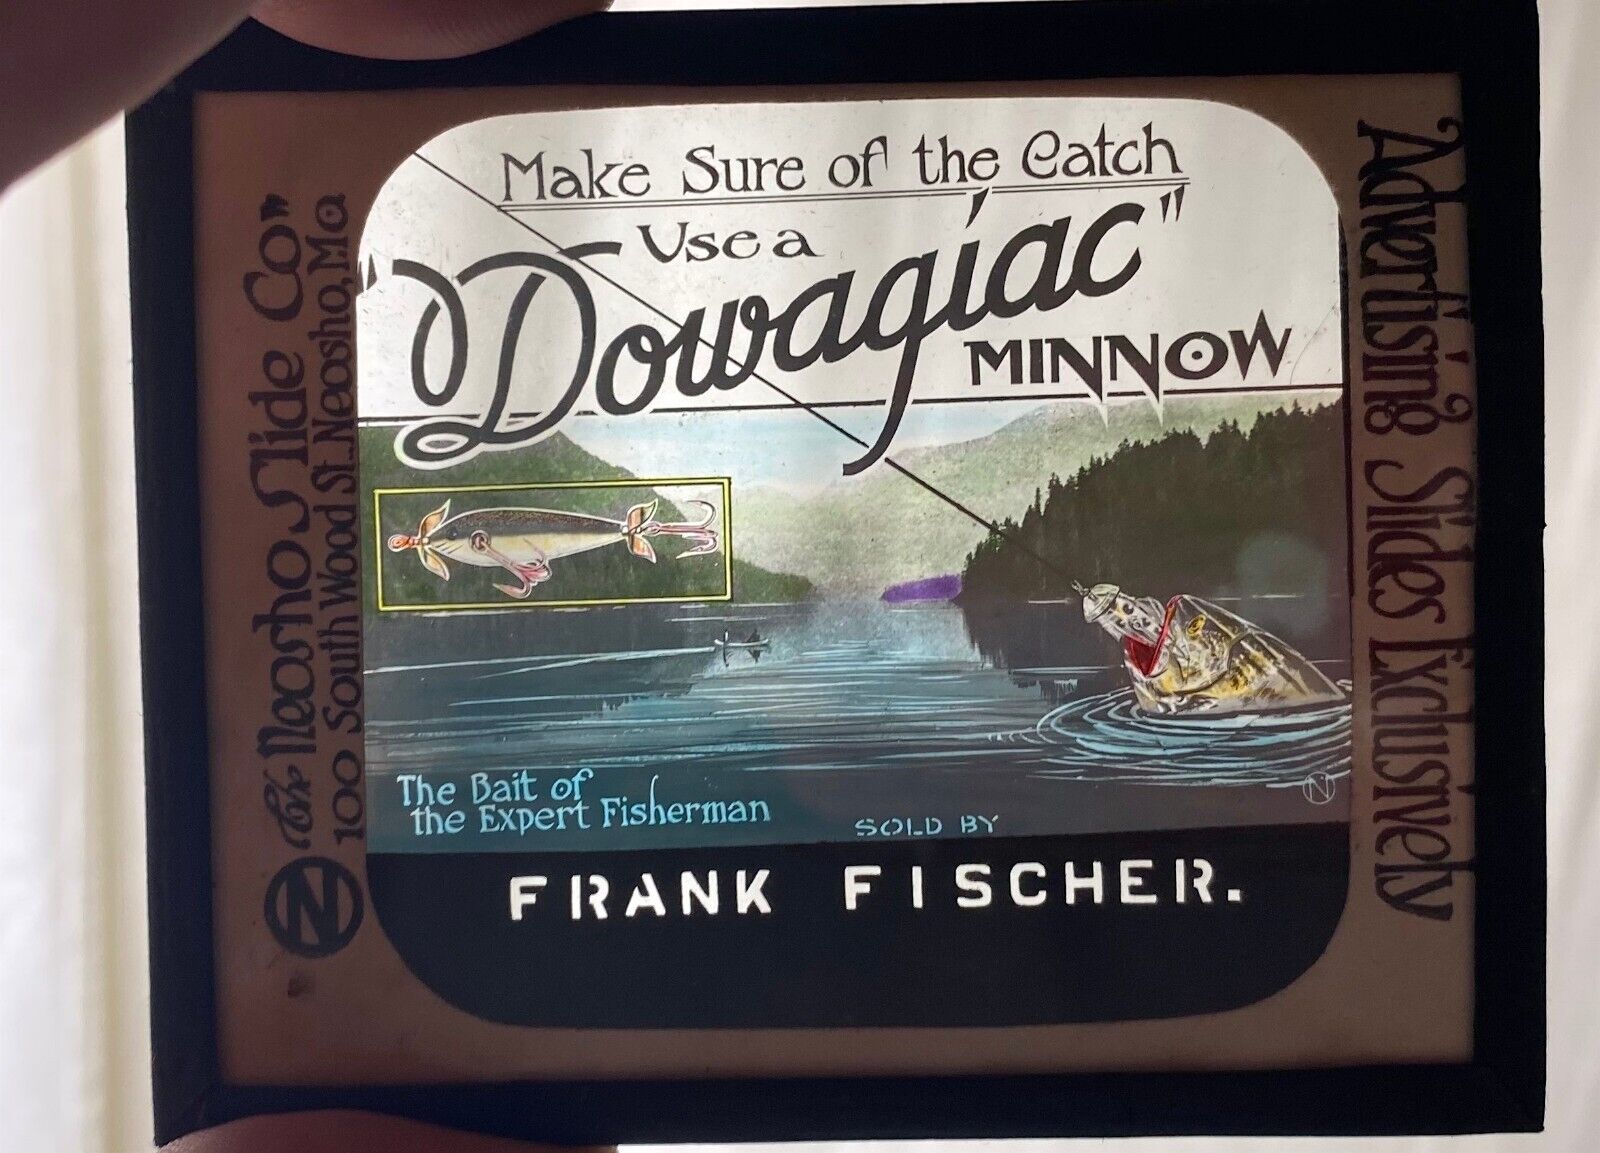 Make Sure of the Catch
Use a
"Dowagiac"
MINNOW
The Bait of
the Expert Fisherman
SOLD BY
FRANK FISCHER.
N
The Neosho Slide Co"
100 South Wood St. Neosho, Mo
N
Advertising Slides Exclusively